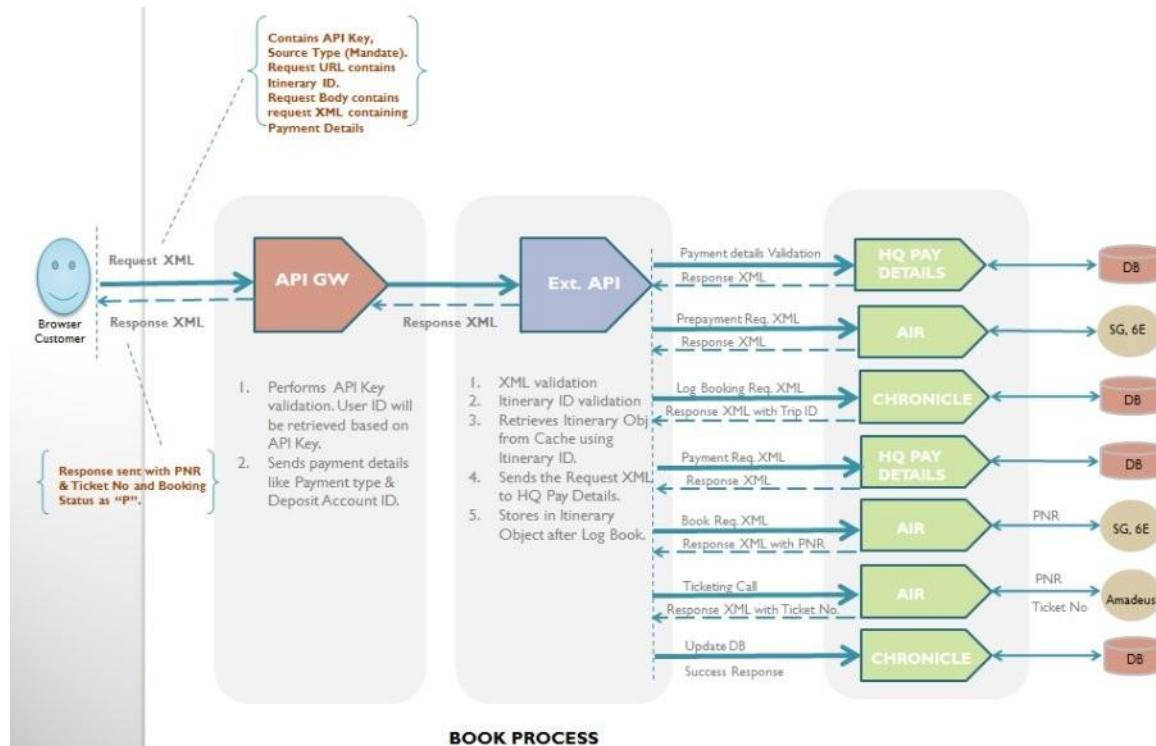 Contains API Key,
Source Type (Mandate).
Request URL contains
Itinerary ID.
Request Body contains
request XML containing
Payment Details
Browser
Customer
Request XML
Response XML
API GW
Response XML
Ext. API
1. Performs API Key
validation. User ID will
be retrieved based on
API Key.
2. Sends payment details
like Payment type &
Deposit Account ID.
1. XML validation
2. Itinerary ID validation
3. Retrieves Itinerary Obj
from Cache using
Itinerary ID.
4. Sends the Request XML
to HQ Pay Details.
5. Stores in Itinerary
Object after Log Book.
Response sent with PNR
& Ticket No and Booking
Status as “P”.
Payment details Validation
Response XML
HQ PAY
DETAILS
DB
Prepayment Req. XML
Response XML
AIR
SG, 6E
Log Booking Req. XML
Response XML with Trip ID
CHRONICLE
DB
Payment Req. XML
Response XML
HQ PAY
DETAILS
DB
Book Req. XML
Response XML with PNR
AIR
PNR
SG, 6E
Ticketing Call
Response XML with Ticket No.
AIR
PNR
Ticket No
Amadeus
Update DB
Success Response
CHRONICLE
DB
BOOK PROCESS